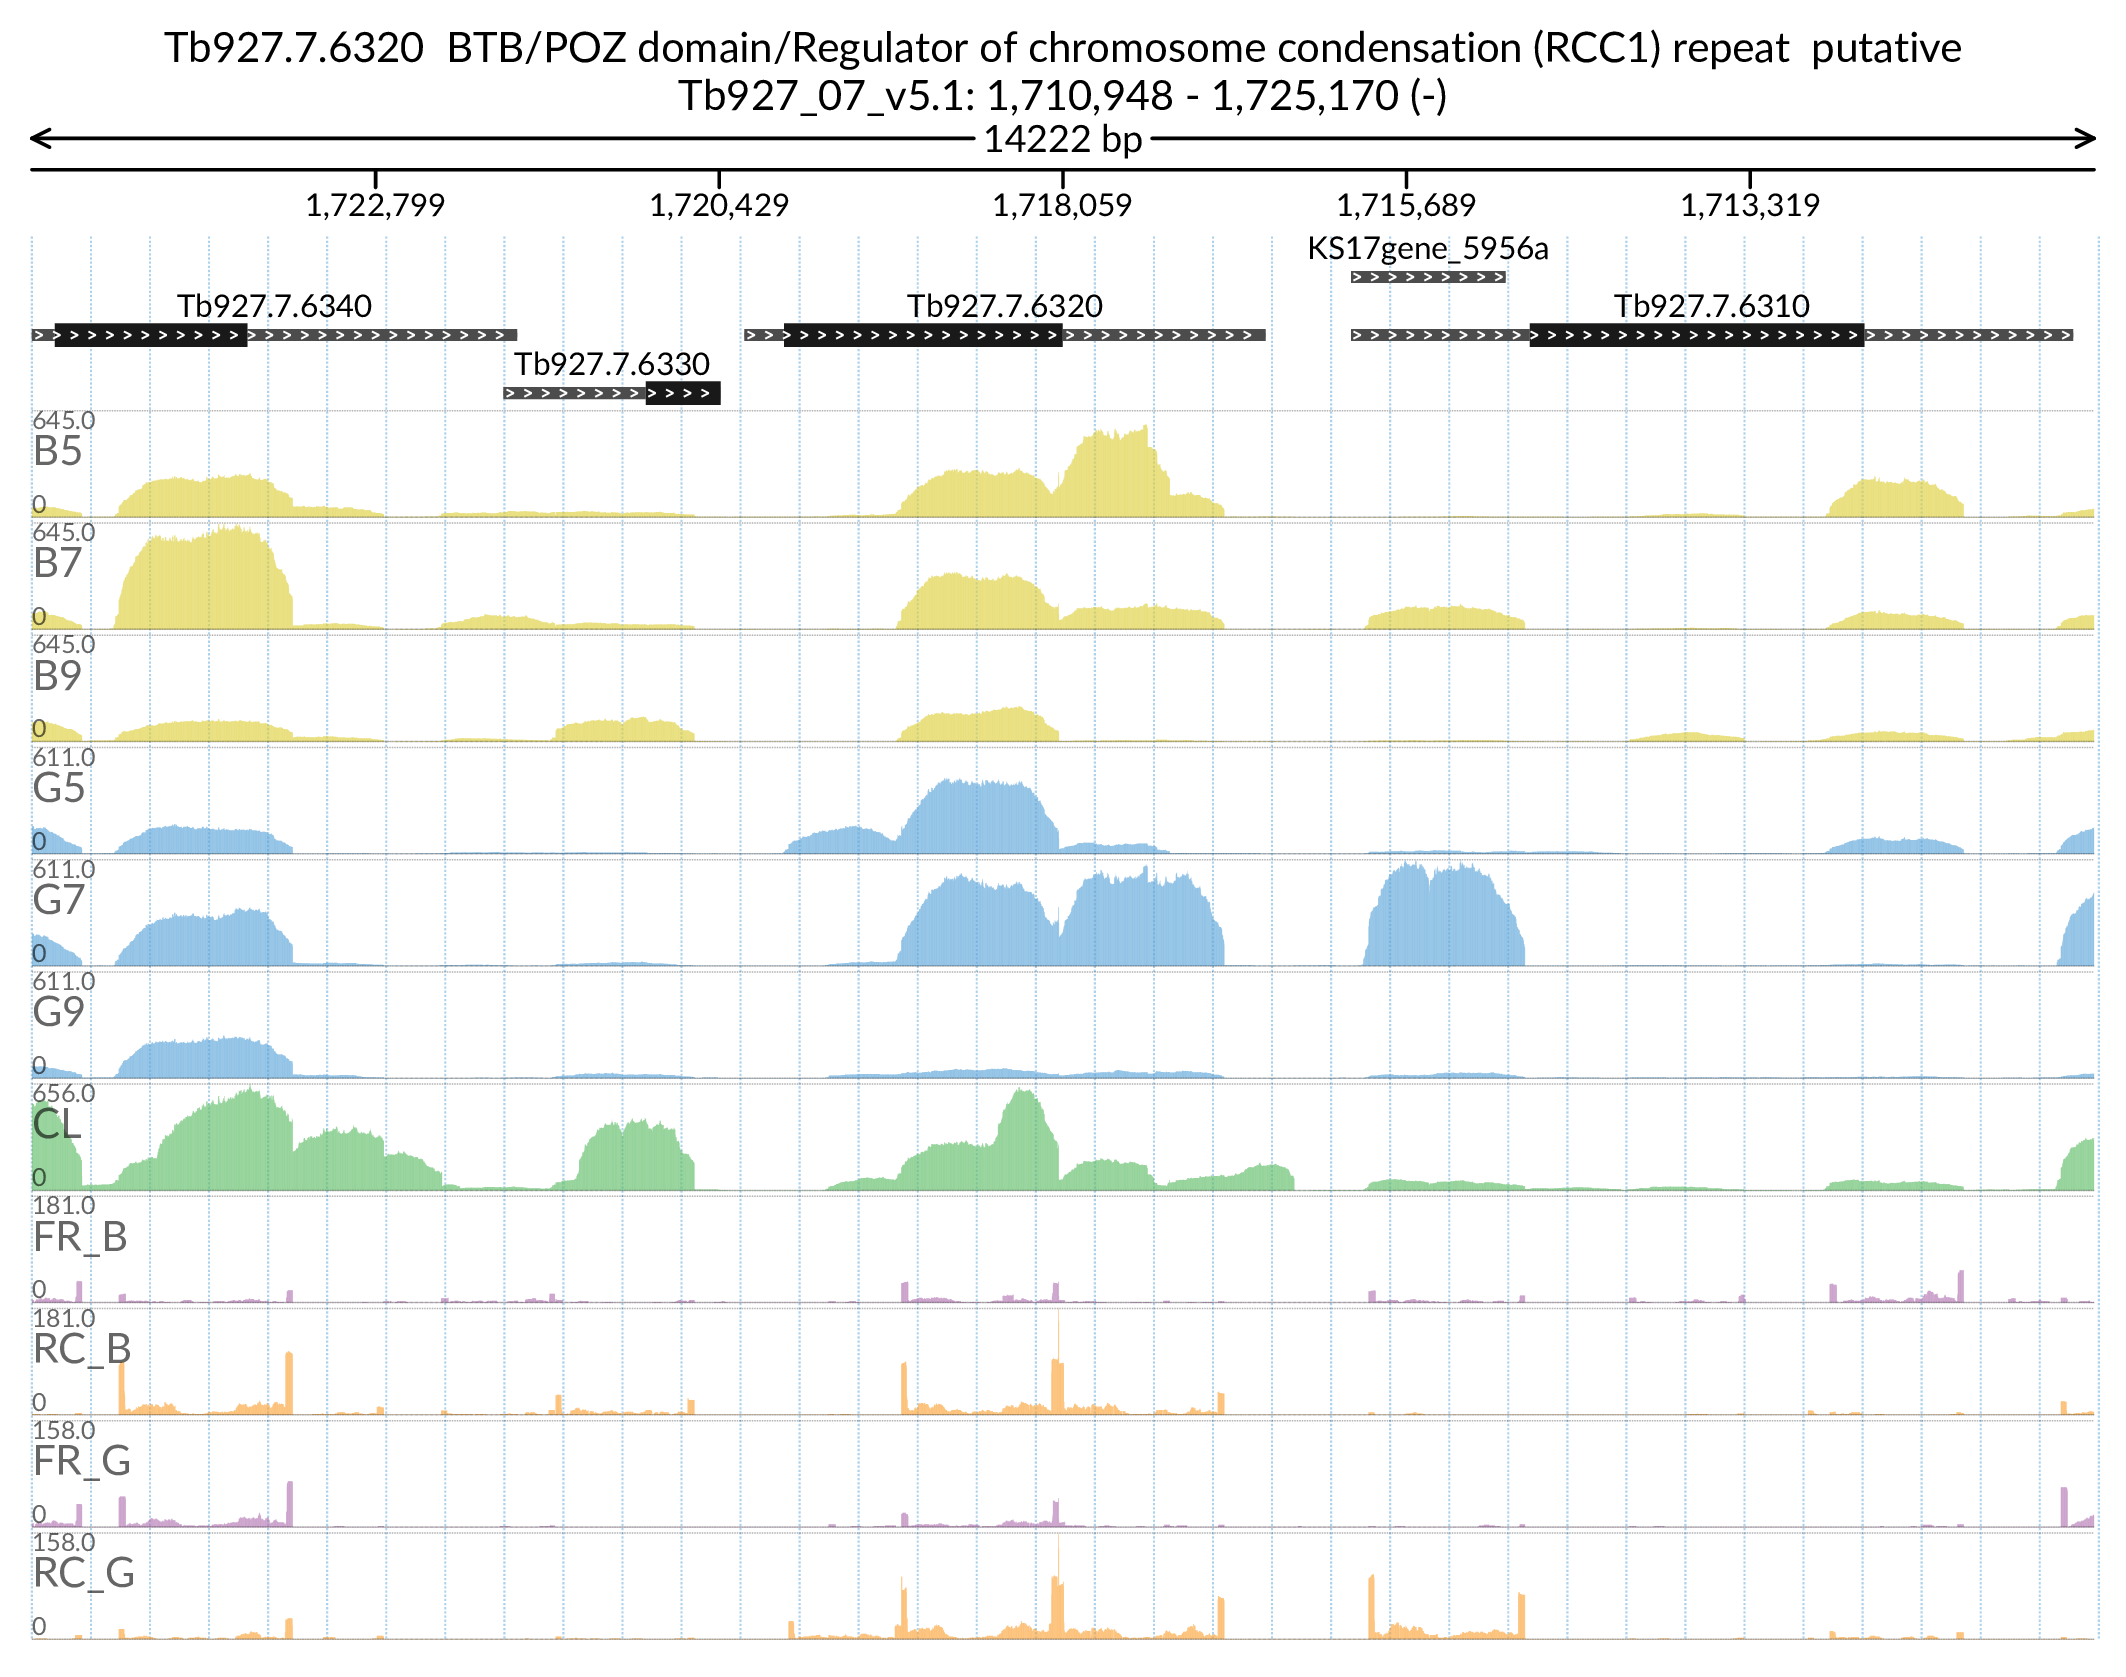 Tb927.7.6320  BTB/POZ domain/Regulator of chromosome condensation (RCC1) repeat  putative
Tb927_07_v5.1: 1,710,948 - 1,725,170 (-)
14222 bp
1,722,799 1,720,429 1,718,059 1,715,689 1,713,319
KS17gene_5956a
Tb927.7.6340 Tb927.7.6320 Tb927.7.6310
Tb927.7.6330
645.0
B5
0
645.0
B7
0
645.0
B9
0
611.0
G5
0
611.0
G7
0
611.0
G9
0
656.0
CL
0
181.0
FR_B
0
181.0
RC_B
0
158.0
FR_G
0
158.0
RC_G
0